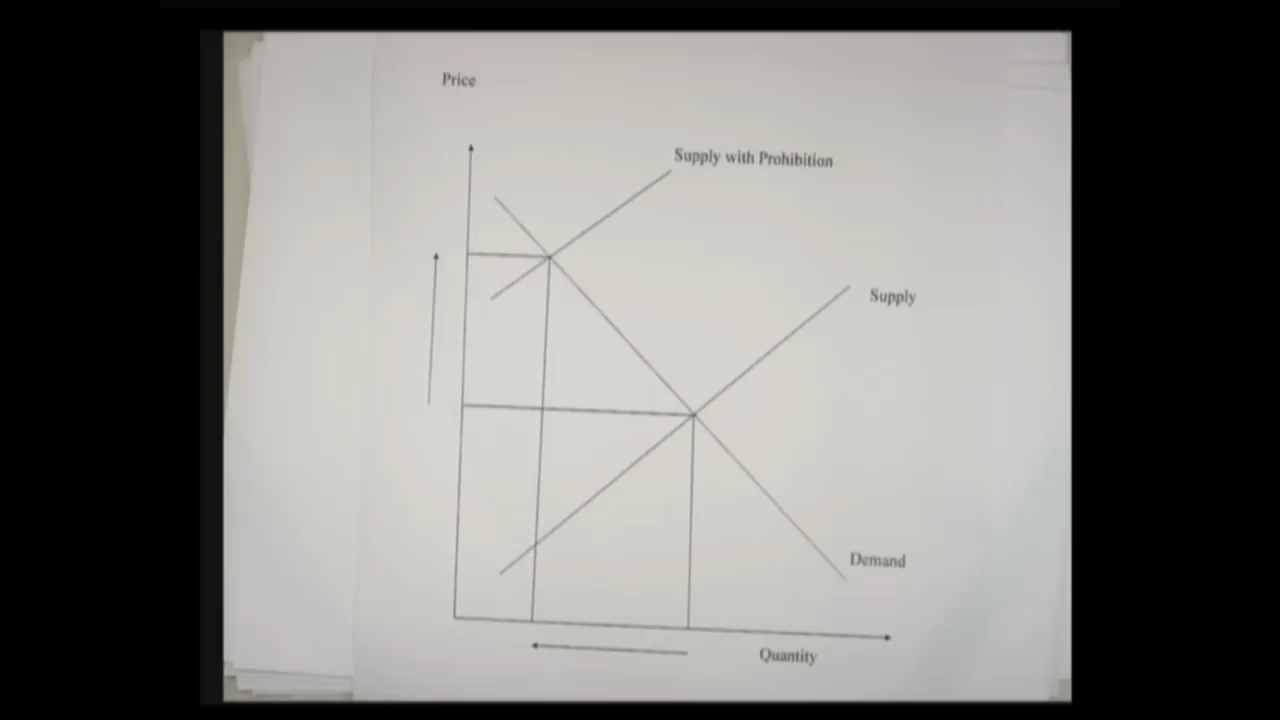 Price
Supply with Prohibition
Supply
Demand
Quantity